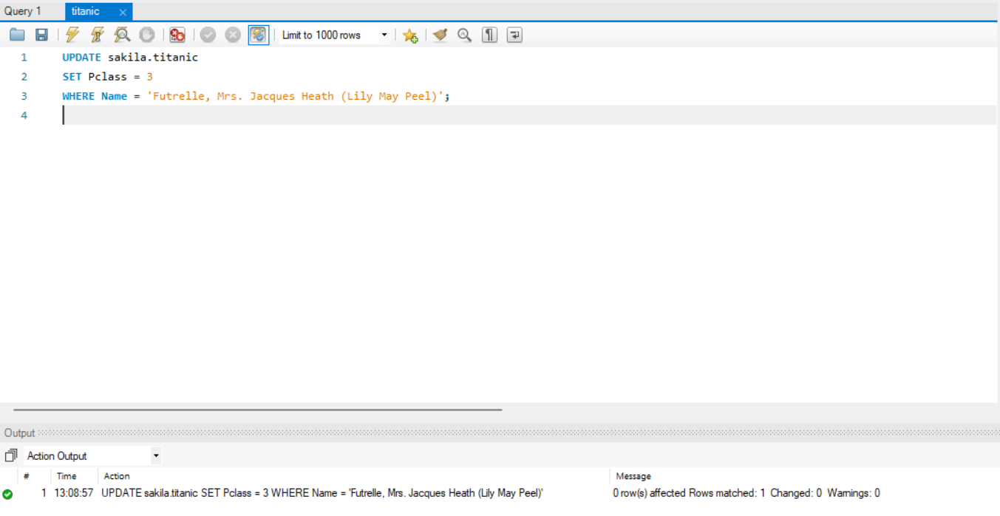 Query 1 titanic
Limit to 1000 rows
1 UPDATE sakila.titanic
2 SET Pclass = 3
3 WHERE Name = 'Futrelle, Mrs. Jacques Heath (Lily May Peel)';
4
Output
Action Output
# Time Action Message
1 13:08:57 UPDATE sakila.titanic SET Pclass = 3 WHERE Name = 'Futrelle, Mrs. Jacques Heath (Lily May Peel)' 0 row(s) affected Rows matched: 1 Changed: 0 Warnings: 0